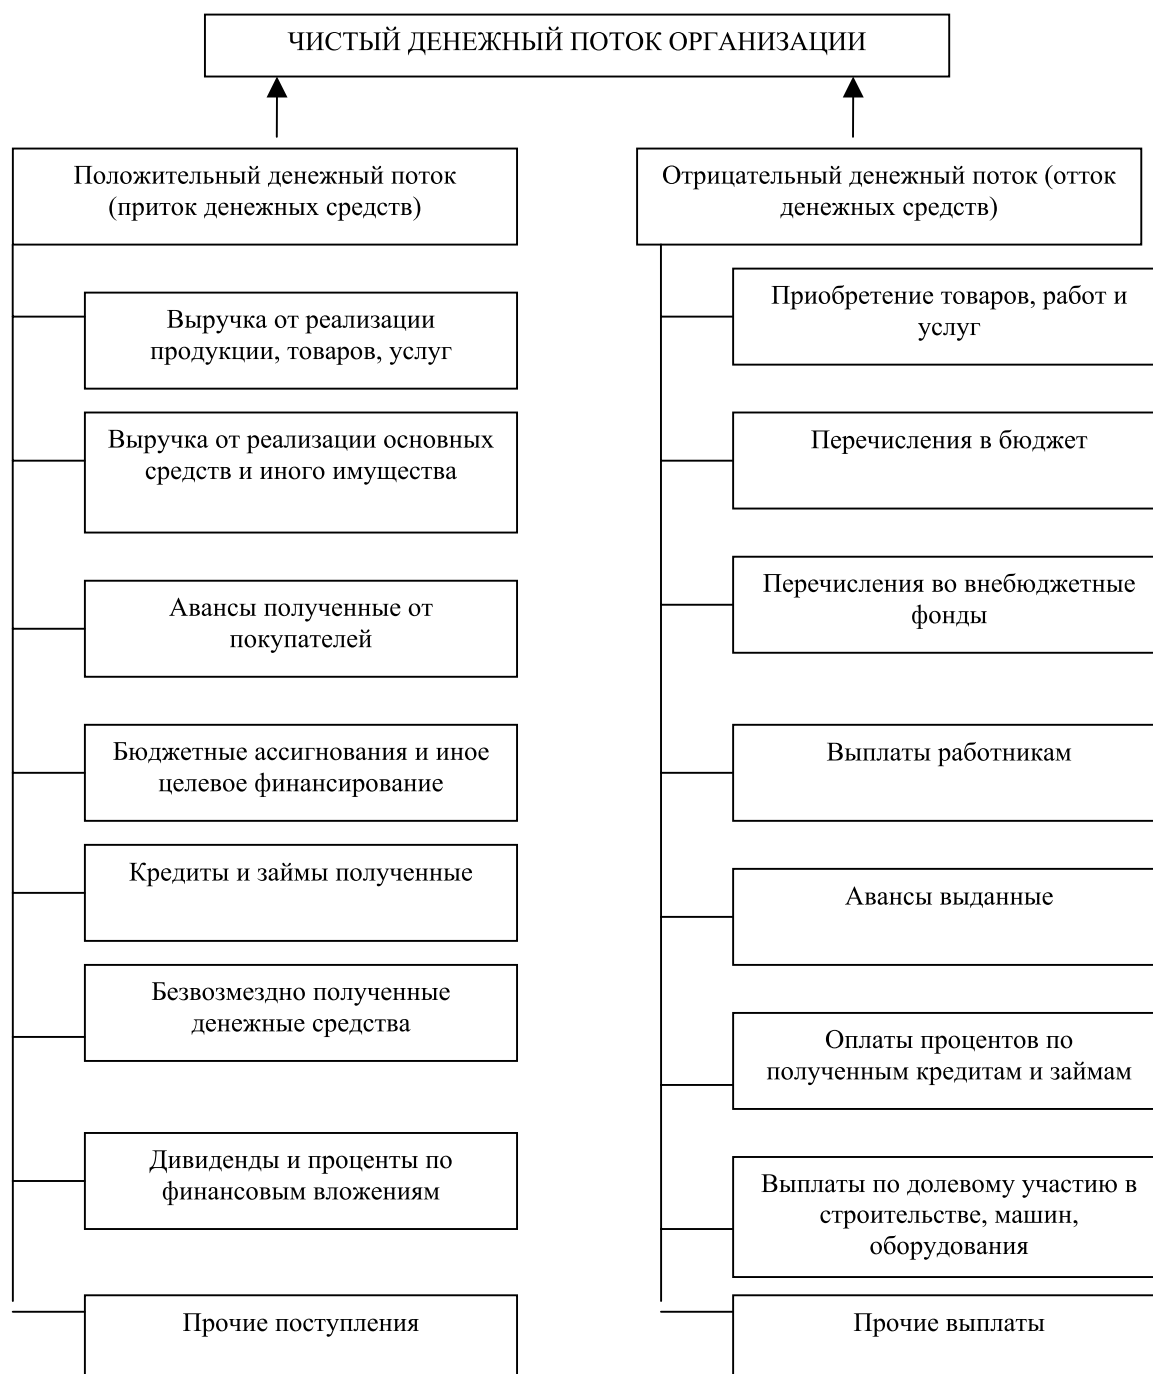 ЧИСТЫЙ ДЕНЕЖНЫЙ ПОТОК ОРГАНИЗАЦИИ
Положительный денежный поток
(приток денежных средств)
Выручка от реализации
продукции, товаров, услуг
Выручка от реализации основных
средств и иного имущества
Авансы полученные от
покупателей
Бюджетные ассигнования и иное
целевое финансирование
Кредиты и займы полученные
Безвозмездно полученные
денежные средства
Дивиденды и проценты по
финансовым вложениям
Прочие поступления
Отрицательный денежный поток (отток
денежных средств)
Приобретение товаров, работ и
услуг
Перечисления в бюджет
Перечисления во внебюджетные
фонды
Выплаты работникам
Авансы выданные
Оплаты процентов по
полученным кредитам и займам
Выплаты по долевому участию в
строительстве, машин,
оборудования
Прочие выплаты